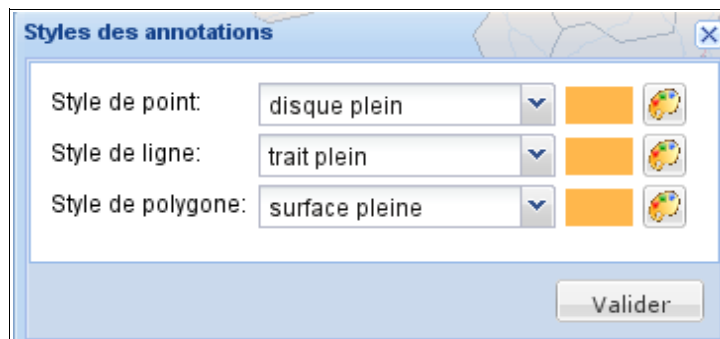 Styles des annotations
Style de point: disque plein
Style de ligne: trait plein
Style de polygone: surface pleine
Valider